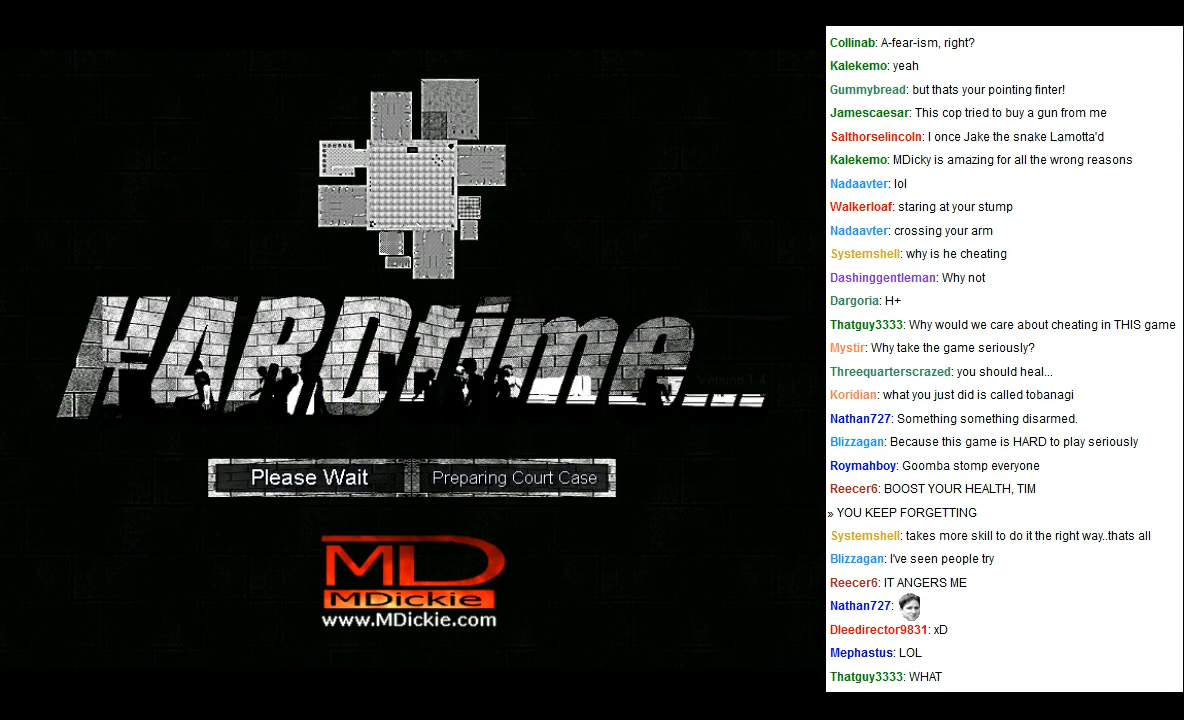 HARDtime...
Version 1.4
Please Wait
Preparing Court Case
MD
MDickie
www.MDickie.com
Collinab: A-fear-ism, right?
Kalekemo: yeah
Gummybread: but thats your pointing finter!
Jamescaesar: This cop tried to buy a gun from me
Salthorselincoln: I once Jake the snake Lamotta'd
Kalekemo: MDicky is amazing for all the wrong reasons
Nadaavter: lol
Walkerloaf: staring at your stump
Nadaavter: crossing your arm
Systemshell: why is he cheating
Dashinggentleman: Why not
Dargoria: H+
Thatguy3333: Why would we care about cheating in THIS game
Mystir: Why take the game seriously?
Threequarterscrazed: you should heal...
Koridian: what you just did is called tobanagi
Nathan727: Something something disarmed.
Blizzagan: Because this game is HARD to play seriously
Roymahboy: Goomba stomp everyone
Reecer6: BOOST YOUR HEALTH, TIM
» YOU KEEP FORGETTING
Systemshell: takes more skill to do it the right way..thats all
Blizzagan: I've seen people try
Reecer6: IT ANGERS ME
Nathan727:
Dleedirector9831: xD
Mephastus: LOL
Thatguy3333: WHAT